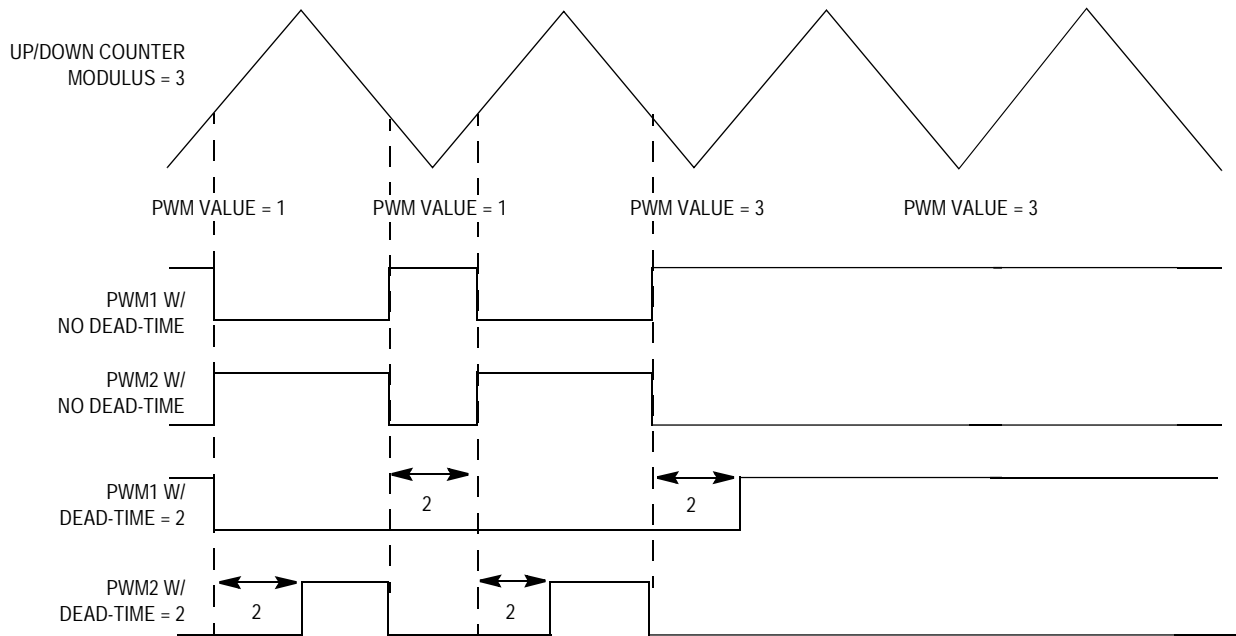 UP/DOWN COUNTER
MODULUS = 3
PWM VALUE = 1
PWM VALUE = 1
PWM VALUE = 3
PWM VALUE = 3
PWM1 W/
NO DEAD-TIME
PWM2 W/
NO DEAD-TIME
PWM1 W/
DEAD-TIME = 2
2
2
PWM2 W/
DEAD-TIME = 2
2
2